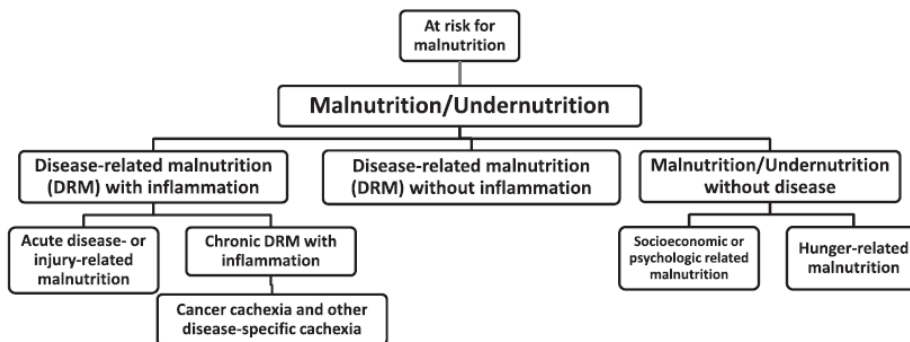 At risk for
malnutrition
Malnutrition/Undernutrition
Disease-related malnutrition
(DRM) with inflammation
Disease-related malnutrition
(DRM) without inflammation
Malnutrition/Undernutrition
without disease
Acute disease- or
injury-related
malnutrition
Chronic DRM with
inflammation
Socioeconomic or
psychologic related
malnutrition
Hunger-related
malnutrition
Cancer cachexia and other
disease-specific cachexia